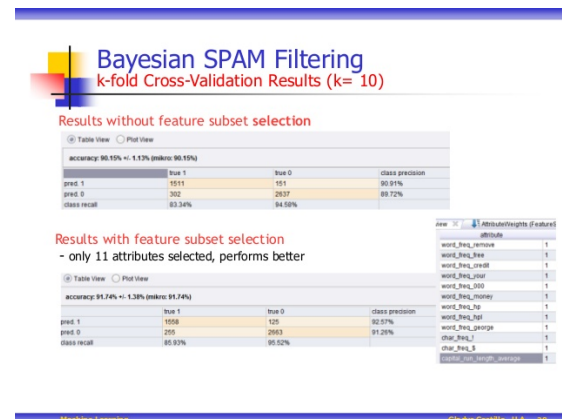 Bayesian SPAM Filtering
k-fold Cross-Validation Results (k= 10)
Results without feature subset selection
Table View Plot View
accuracy: 90.15% +/- 1.13% (mikro: 90.15%)
true 1 true 0 class precision
pred. 1 1511 151 90.91%
pred. 0 302 2637 89.72%
class recall 83.34% 94.58%
Results with feature subset selection
- only 11 attributes selected, performs better
Table View Plot View
accuracy: 91.74% +/- 1.38% (mikro: 91.74%)
true 1 true 0 class precision
pred. 1 1558 125 92.57%
pred. 0 255 2663 91.26%
class recall 85.93% 95.52%
AttributeWeights (Features
attribute
word_freq_remove 1
word_freq_free 1
word_freq_credit 1
word_freq_your 1
word_freq_000 1
word_freq_money 1
word_freq_hp 1
word_freq_hpl 1
word_freq_george 1
char_freq_! 1
char_freq_$ 1
capital_run_length_average 1